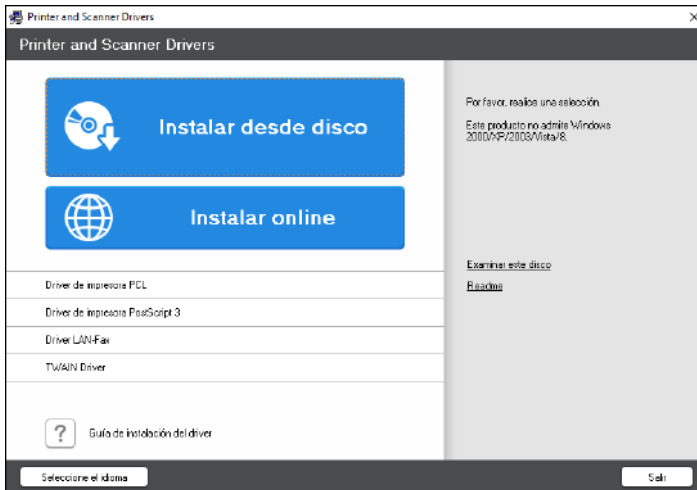 Printer and Scanner Drivers
Printer and Scanner Drivers
Instalar desde disco
Instalar online
Driver de impresora PCL
Driver de impresora PostScript 3
Driver LAN-Fax
TWAIN Driver
Guía de instalación del driver
Por favor, realice una selección.
Este producto no admite Windows
2000/XP/2003/Vista/8.
Examinar este disco
Readme
Seleccione el idioma
Salir